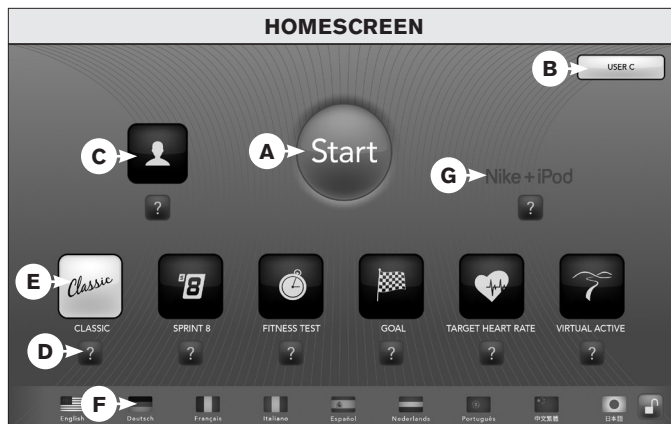 HOMESCREEN
B
USER C
C
A
Start
G
Nike + iPod
?
?
E
Classic
8
CLASSIC
SPRINT 8
FITNESS TEST
GOAL
TARGET HEART RATE
VIRTUAL ACTIVE
D
?
?
?
?
?
?
F
English
Deutsch
Français
Italiano
Español
Nederlands
Português
中文繁體
日本語